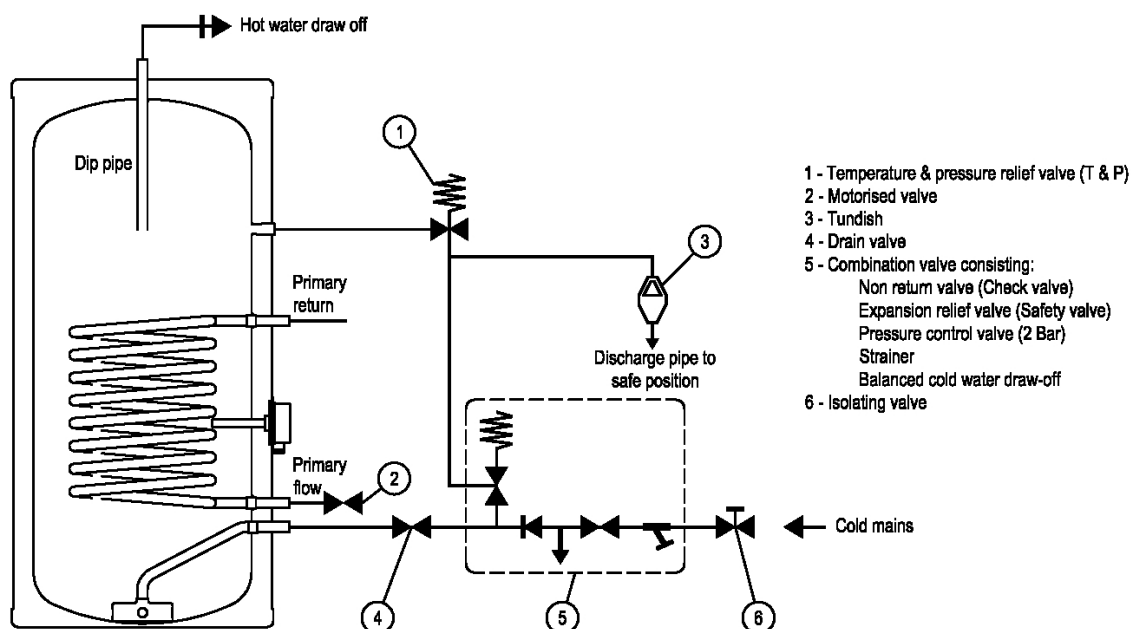 Hot water draw off
1
Dip pipe
1 - Temperature & pressure relief valve (T & P)
2 - Motorised valve
3 - Tundish
4 - Drain valve
5 - Combination valve consisting:
Non return valve (Check valve)
Expansion relief valve (Safety valve)
Pressure control valve (2 Bar)
Strainer
Balanced cold water draw-off
6 - Isolating valve
3
Primary
return
Discharge pipe to
safe position
Primary
flow
2
Cold mains
4
5
6